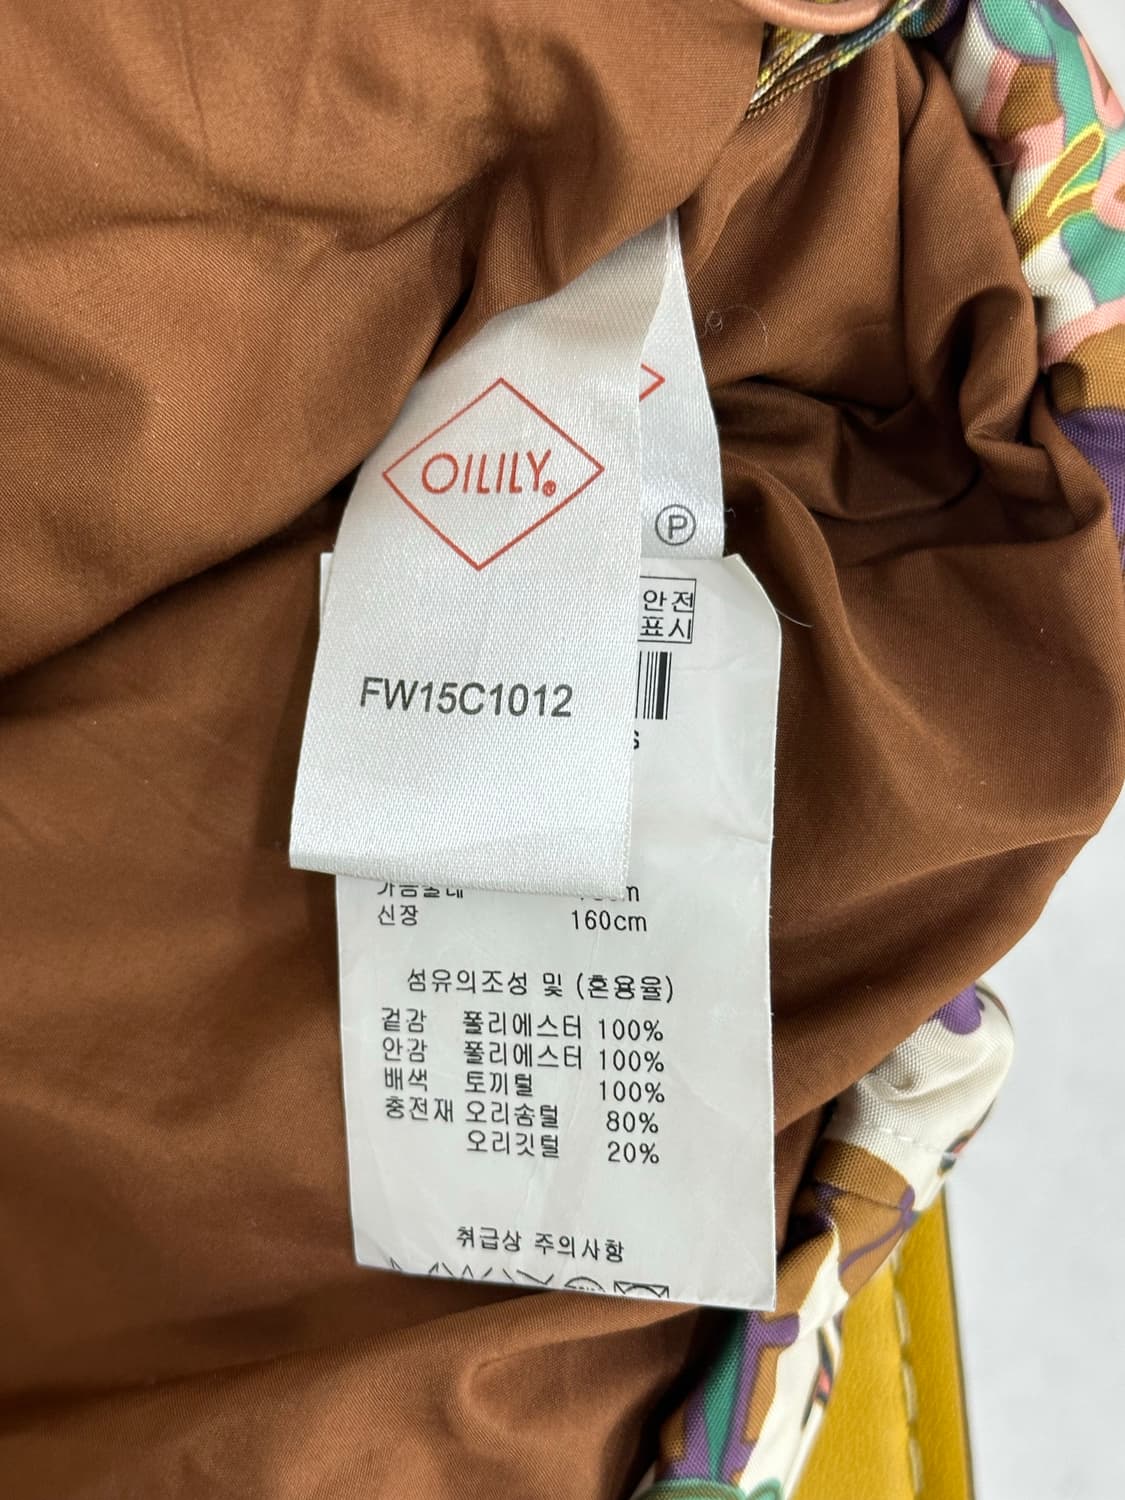 OILILY®
P
안전
표시
FW15C1012
S
신장 160cm
섬유의조성 및 (혼용율)
겉감 폴리에스터 100%
안감 폴리에스터 100%
배색 토끼털 100%
충전재 오리솜털 80%
오리깃털 20%
취급상 주의사항